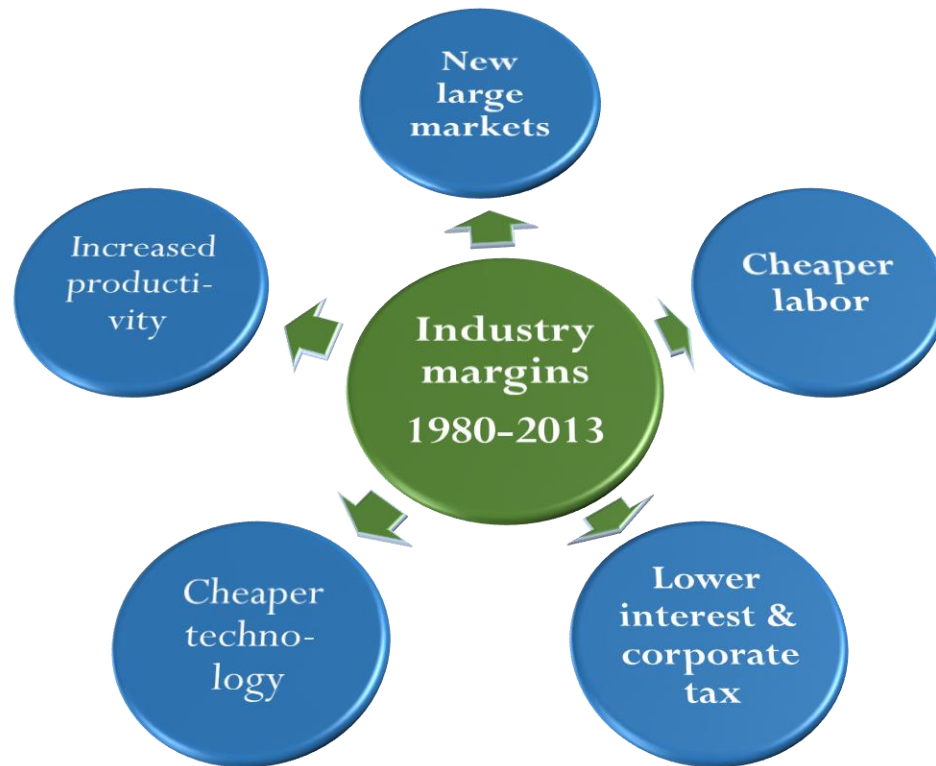 New
large
markets
Increased
producti-
vity
Cheaper
labor
Industry
margins
1980-2013
Cheaper
techno-
logy
Lower
interest &
corporate
tax